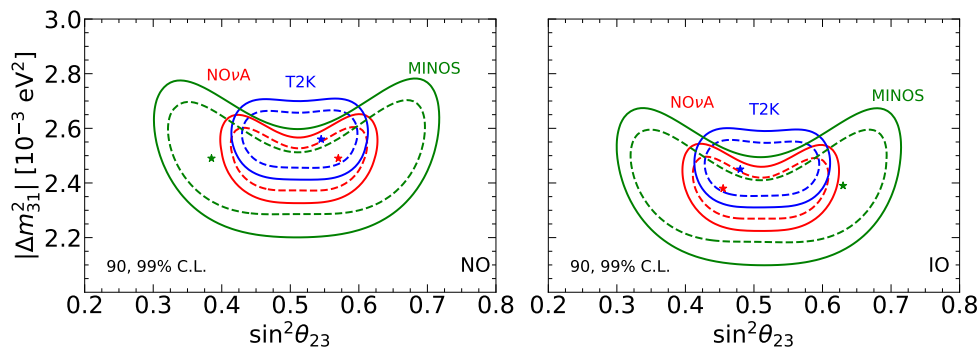 |Δm²₃₁| [10⁻³ eV²]
3.0
2.8
2.6
2.4
2.2
NOνA
T2K
MINOS
90, 99% C.L.
NO
0.2 0.3 0.4 0.5 0.6 0.7 0.8
sin²θ₂₃
NOνA
T2K
MINOS
90, 99% C.L.
IO
0.2 0.3 0.4 0.5 0.6 0.7 0.8
sin²θ₂₃